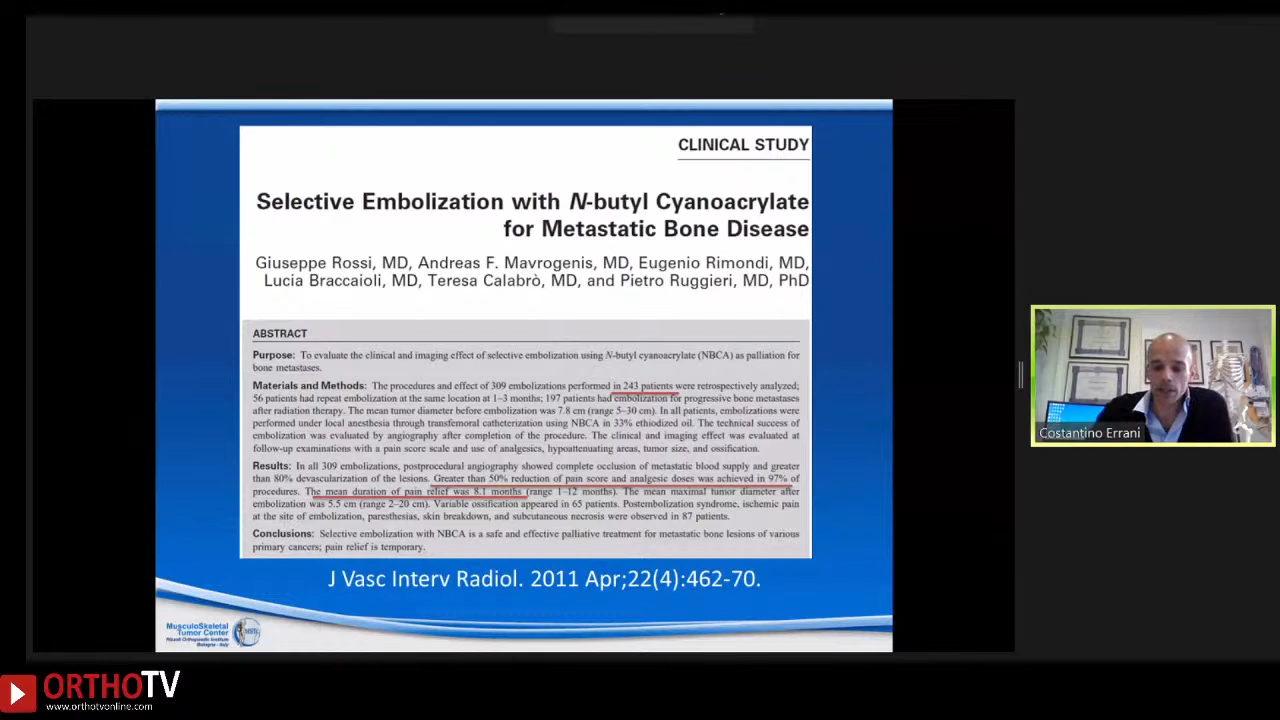 CLINICAL STUDY
Selective Embolization with N-butyl Cyanoacrylate
for Metastatic Bone Disease
Giuseppe Rossi, MD, Andreas F. Mavrogenis, MD, Eugenio Rimondi, MD,
Lucia Braccaioli, MD, Teresa Calabrò, MD, and Pietro Ruggieri, MD, PhD
ABSTRACT
Purpose: To evaluate the clinical and imaging effect of selective embolization using N-butyl cyanoacrylate (NBCA) as palliation for
bone metastases.
Materials and Methods: The procedures and effect of 309 embolizations performed in 243 patients were retrospectively analyzed;
56 patients had repeat embolization at the same location at 1–3 months; 197 patients had embolization for progressive bone metastases
after radiation therapy. The mean tumor diameter before embolization was 7.8 cm (range 5–30 cm). In all patients, embolizations were
performed under local anesthesia through transfemoral catheterization using NBCA in 33% ethiodized oil. The technical success of
embolization was evaluated by angiography after completion of the procedure. The clinical and imaging effect was evaluated at
follow-up examinations with a pain score scale and use of analgesics, hypoattenuating areas, tumor size, and ossification.
Results: In all 309 embolizations, postprocedural angiography showed complete occlusion of metastatic blood supply and greater
than 80% devascularization of the lesions. Greater than 50% reduction of pain score and analgesic doses was achieved in 97% of
procedures. The mean duration of pain relief was 8.1 months (range 1–12 months). The mean maximal tumor diameter after
embolization was 5.5 cm (range 2–20 cm). Variable ossification appeared in 65 patients. Postembolization syndrome, ischemic pain
at the site of embolization, paresthesias, skin breakdown, and subcutaneous necrosis were observed in 87 patients.
Conclusions: Selective embolization with NBCA is a safe and effective palliative treatment for metastatic bone lesions of various
primary cancers; pain relief is temporary.
J Vasc Interv Radiol. 2011 Apr;22(4):462-70.
MusculoSkeletal
Tumor Center
Rizzoli Orthopaedic Institute
Bologna - Italy
Costantino Errani
ORTHOTV
www.orthotvonline.com